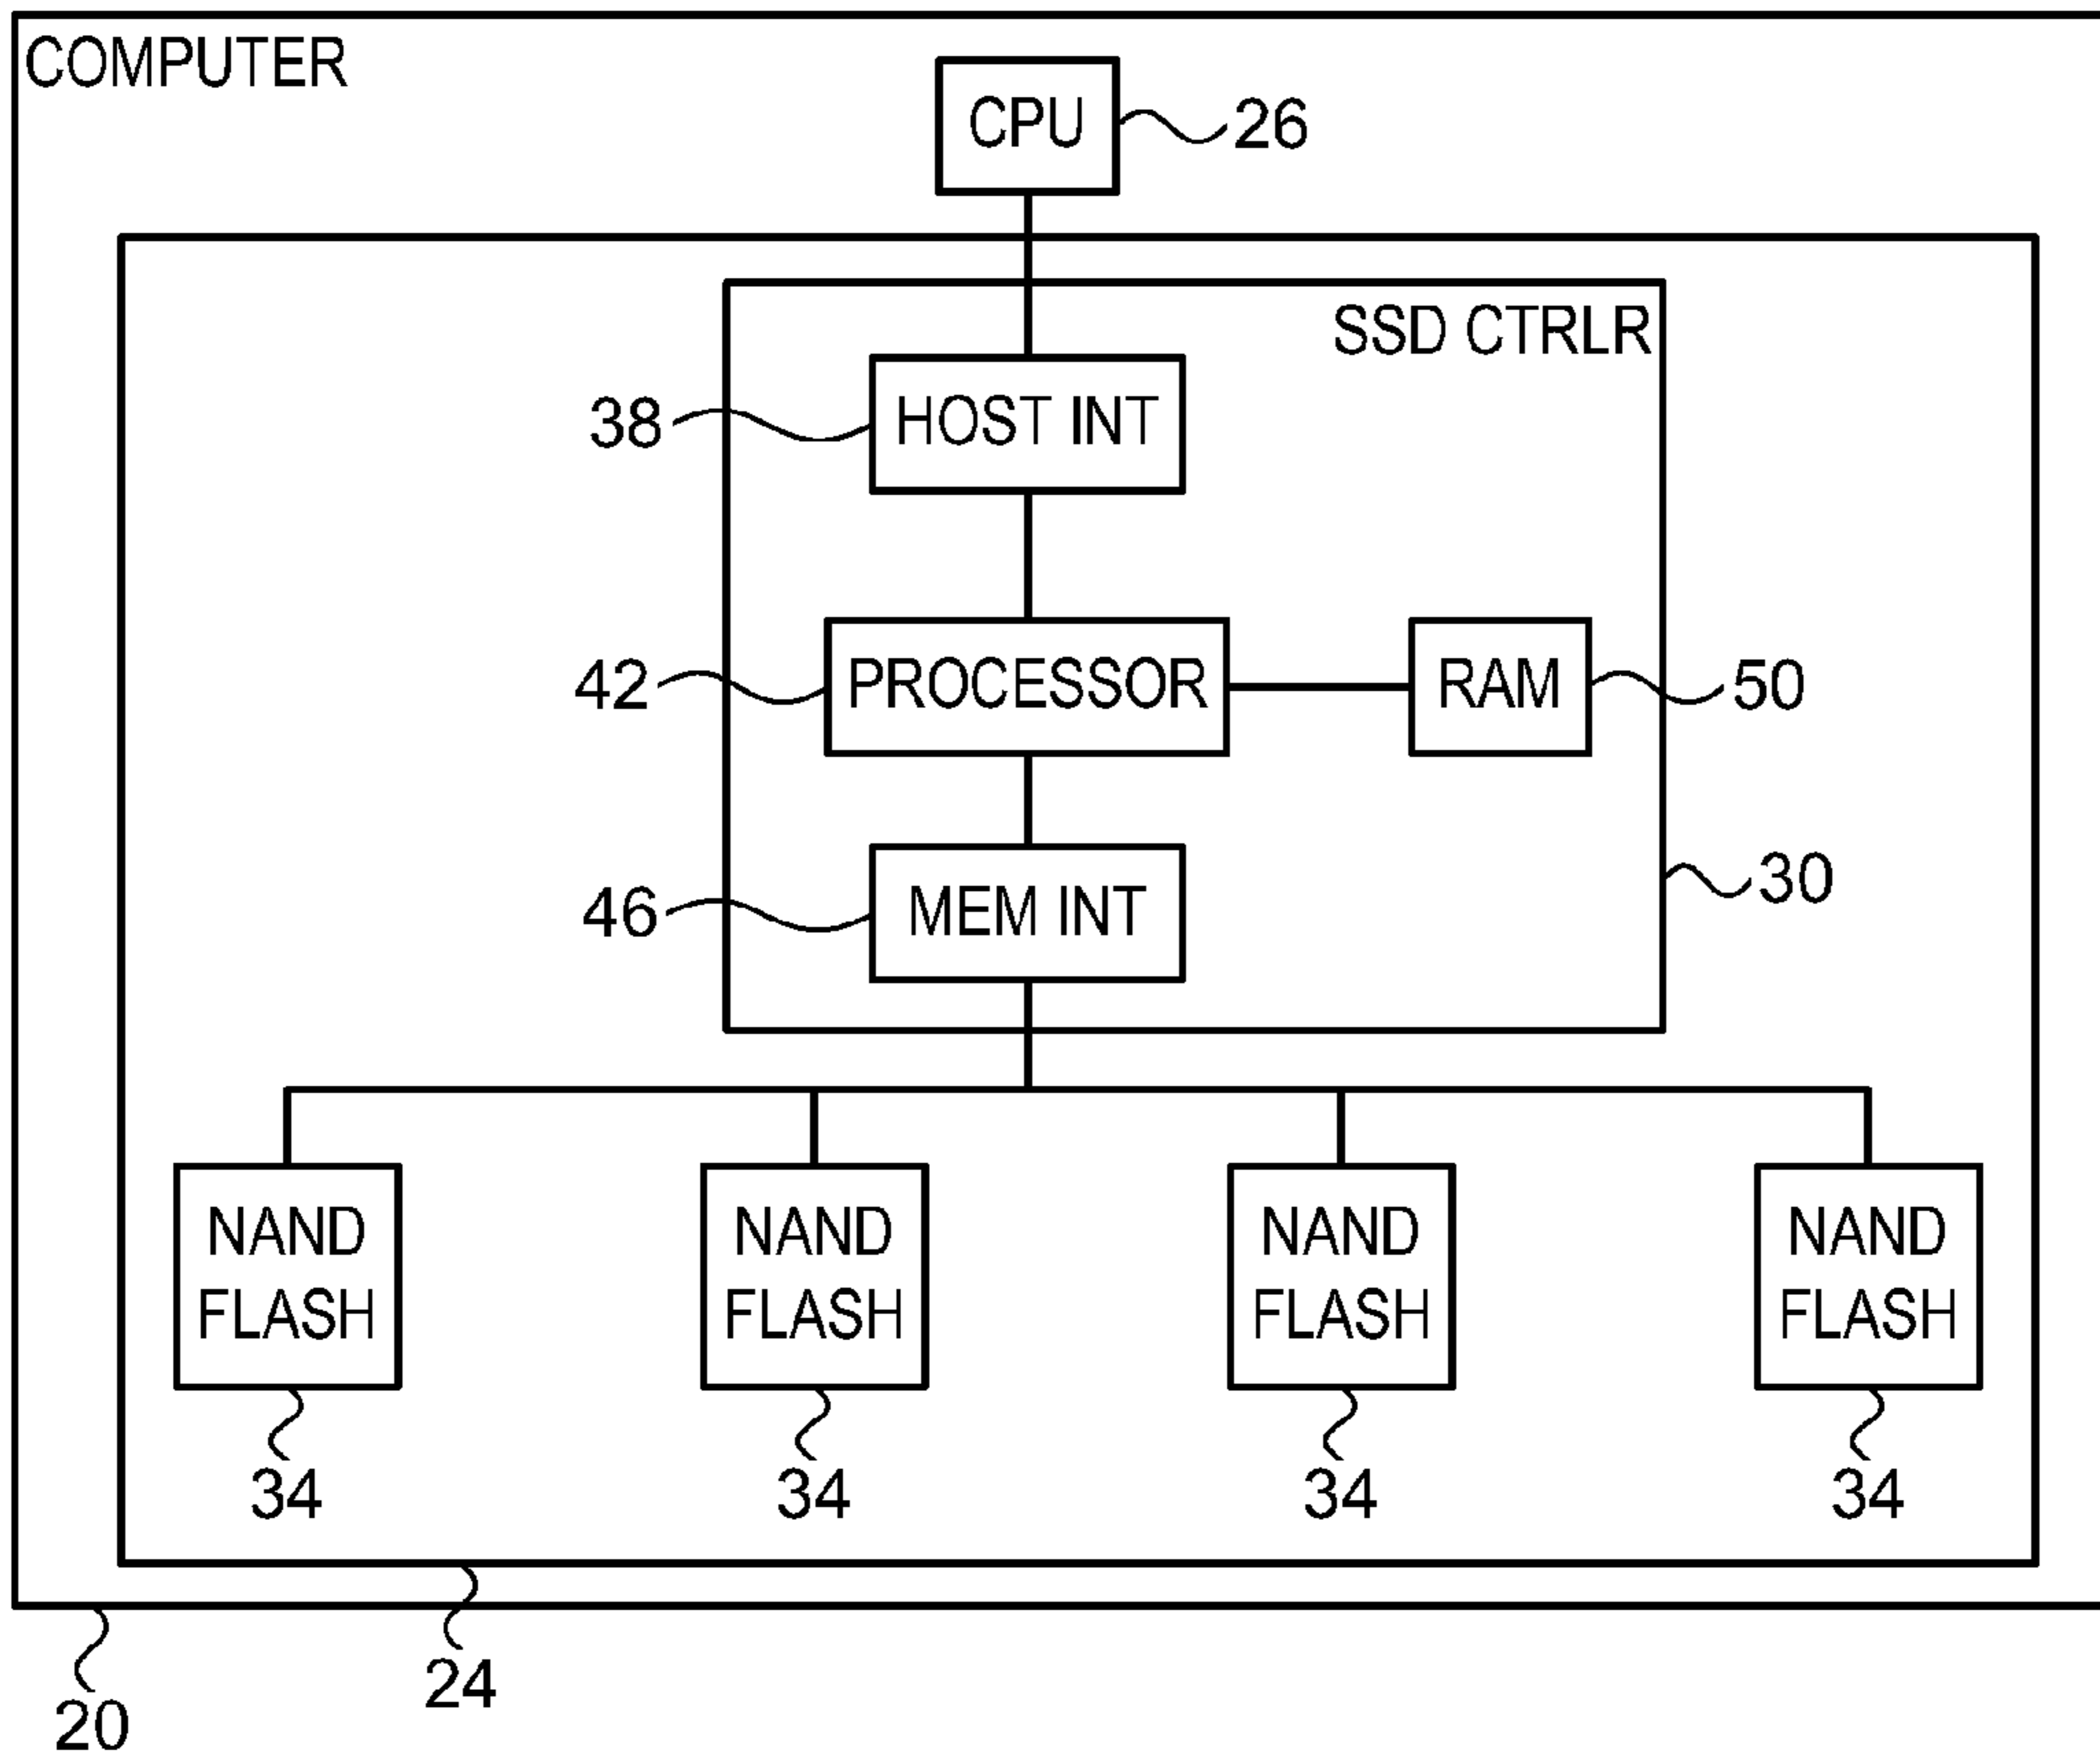 COMPUTER
CPU
26
SSD CTRLR
38
HOST INT
42
PROCESSOR
RAM
50
46
MEM INT
30
NAND
FLASH
NAND
FLASH
NAND
FLASH
NAND
FLASH
34
34
34
34
24
20